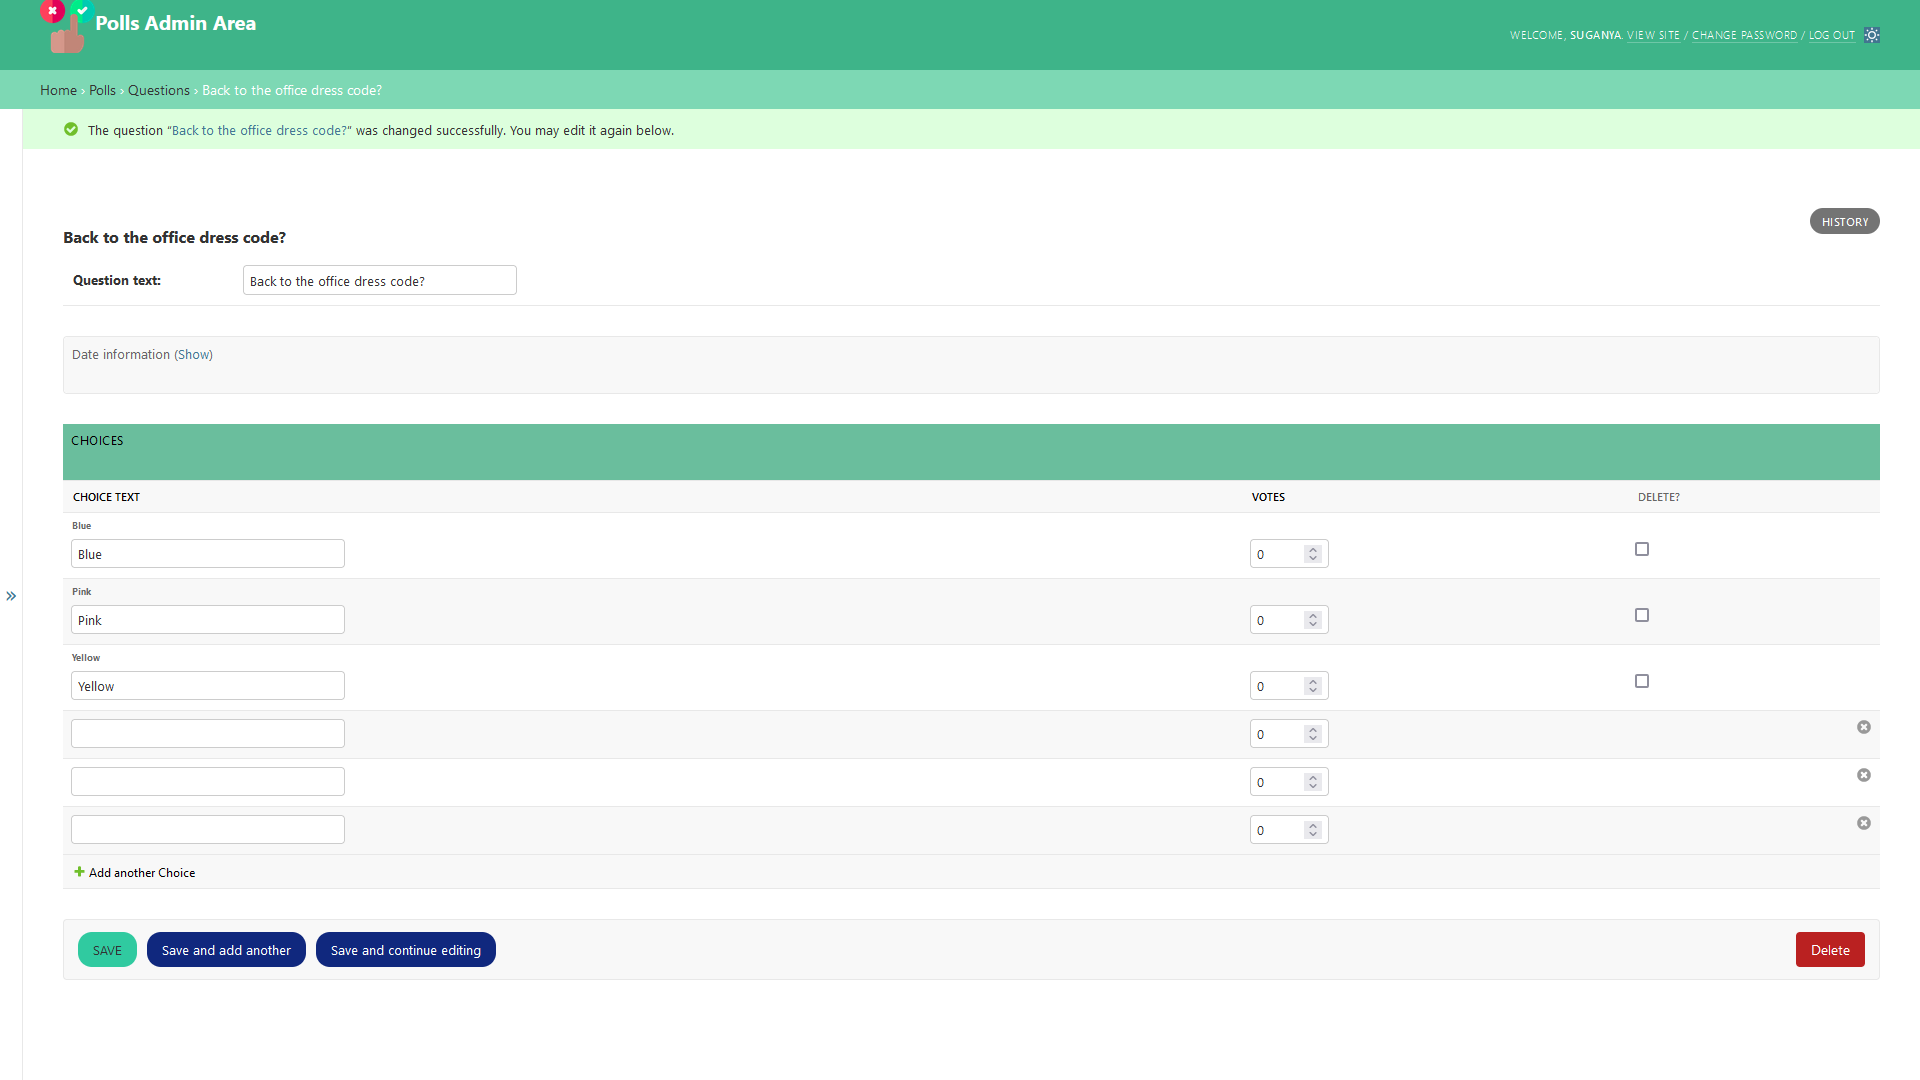 Polls Admin Area
WELCOME, SUGANYA. VIEW SITE / CHANGE PASSWORD / LOG OUT
Home › Polls › Questions › Back to the office dress code?
The question “Back to the office dress code?” was changed successfully. You may edit it again below.
HISTORY
Back to the office dress code?
Question text: Back to the office dress code?
Date information (Show)
CHOICES
CHOICE TEXT VOTES DELETE?
Blue
Blue 0
Pink
Pink 0
Yellow
Yellow 0
0
0
0
Add another Choice
SAVE Save and add another Save and continue editing Delete